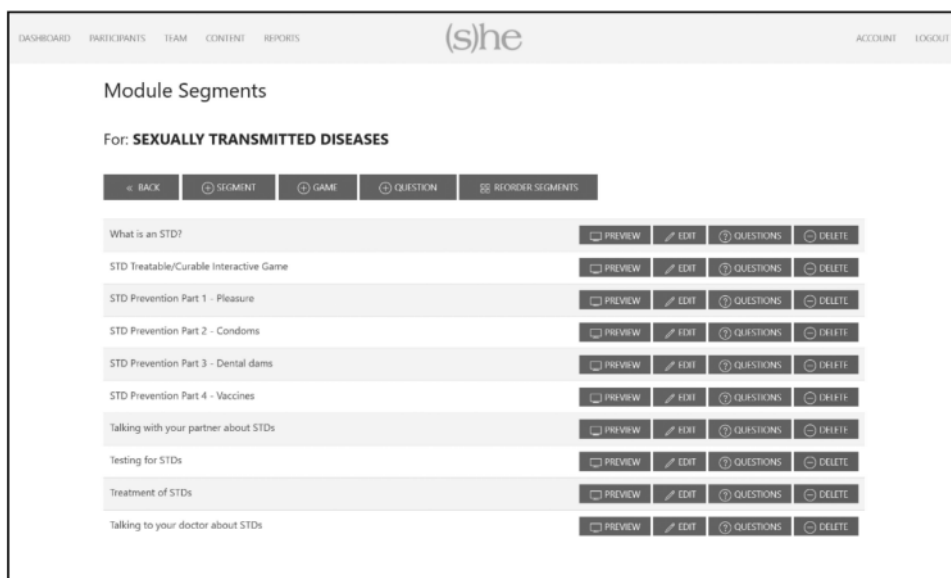 DASHBOARD PARTICIPANTS TEAM CONTENT REPORTS (s)he ACCOUNT LOGOUT
Module Segments
For: SEXUALLY TRANSMITTED DISEASES
« BACK SEGMENT GAME QUESTION REORDER SEGMENTS
What is an STD? PREVIEW EDIT QUESTIONS DELETE
STD Treatable/Curable Interactive Game PREVIEW EDIT QUESTIONS DELETE
STD Prevention Part 1 - Pleasure PREVIEW EDIT QUESTIONS DELETE
STD Prevention Part 2 - Condoms PREVIEW EDIT QUESTIONS DELETE
STD Prevention Part 3 - Dental dams PREVIEW EDIT QUESTIONS DELETE
STD Prevention Part 4 - Vaccines PREVIEW EDIT QUESTIONS DELETE
Talking with your partner about STDs PREVIEW EDIT QUESTIONS DELETE
Testing for STDs PREVIEW EDIT QUESTIONS DELETE
Treatment of STDs PREVIEW EDIT QUESTIONS DELETE
Talking to your doctor about STDs PREVIEW EDIT QUESTIONS DELETE